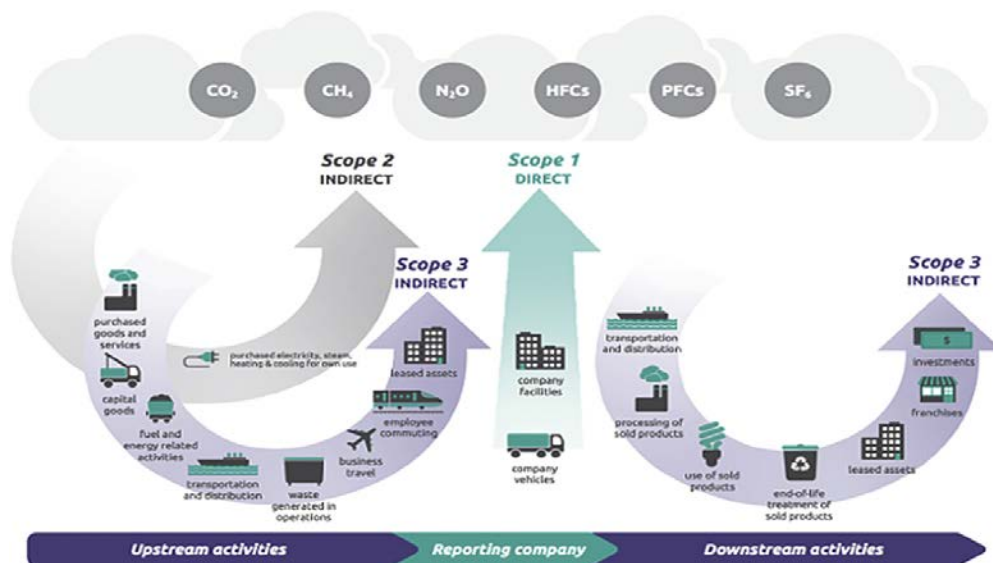 CO₂
CH₄
N₂O
HFCs
PFCs
SF₆
Scope 2
INDIRECT
Scope 1
DIRECT
Scope 3
INDIRECT
Scope 3
INDIRECT
purchased
goods and
services
capital
goods
fuel and
energy related
activities
transportation
and distribution
waste
generated in
operations
business
travel
employee
commuting
leased assets
purchased electricity, steam,
heating & cooling for own use
company
facilities
company
vehicles
transportation
and distribution
processing of
sold products
use of sold
products
end-of-life
treatment of
sold products
leased assets
franchises
investments
$
Upstream activities
Reporting company
Downstream activities